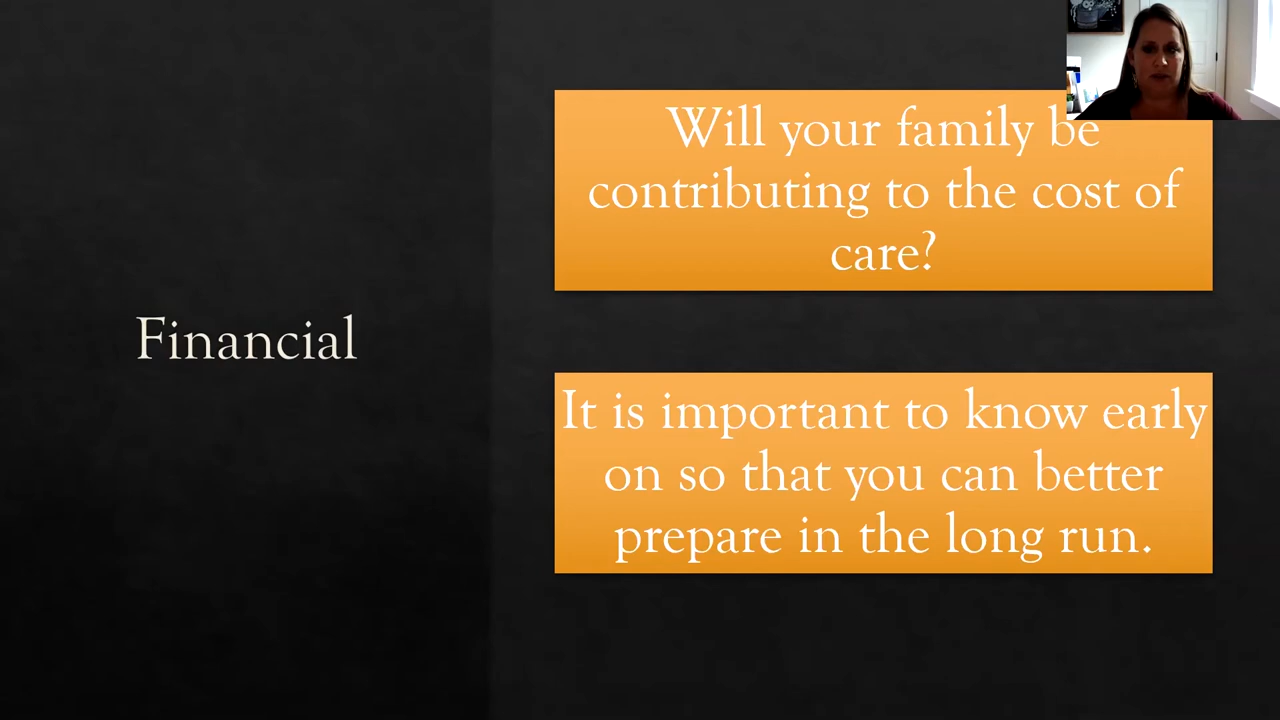 Financial
Will your family be
contributing to the cost of
care?
It is important to know early
on so that you can better
prepare in the long run.